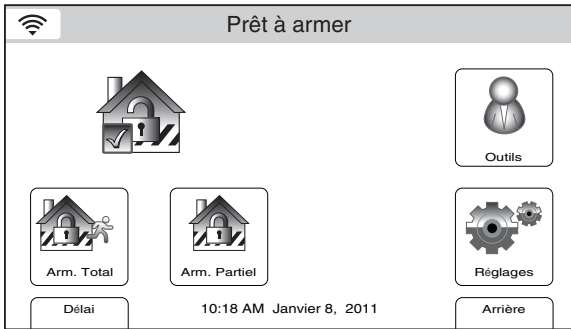 Prêt à armer
Outils
Arm. Total
Arm. Partiel
Réglages
Délai
10:18 AM Janvier 8, 2011
Arrière